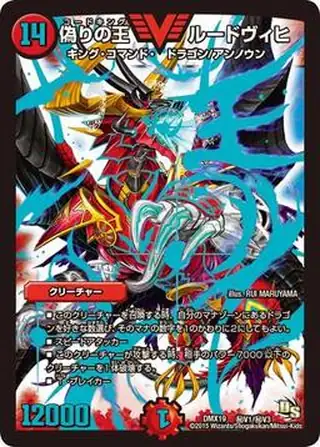 14
コードキング
偽りの王 ルードヴィヒ
キング・コマンド・ドラゴン/アンノウン
illus. RUI MARUYAMA
クリーチャー
■このクリーチャーを召喚する時、自分のマナゾーンにあるドラゴン
を好きな数選び、そのマナの数字を1のかわりに2にしてもよい。
■スピードアタッカー
■このクリーチャーが攻撃する時、相手のパワー7000以下の
クリーチャーを1体破壊する。
■T・ブレイカー
12000
1
DMX19
©2015 Wizards/Shogakukan/Mitsui-Kids